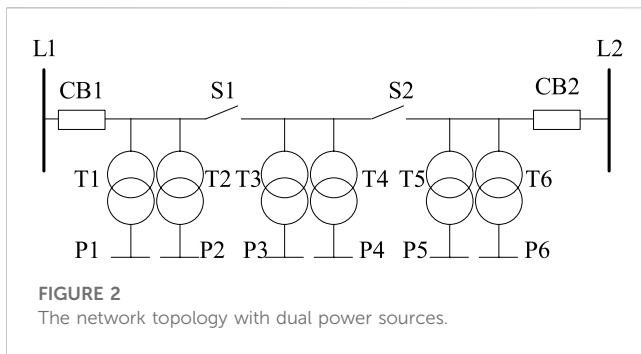 L1
L2
CB1
S1
S2
CB2
T1
T2
T3
T4
T5
T6
P1
P2
P3
P4
P5
P6
FIGURE 2
The network topology with dual power sources.